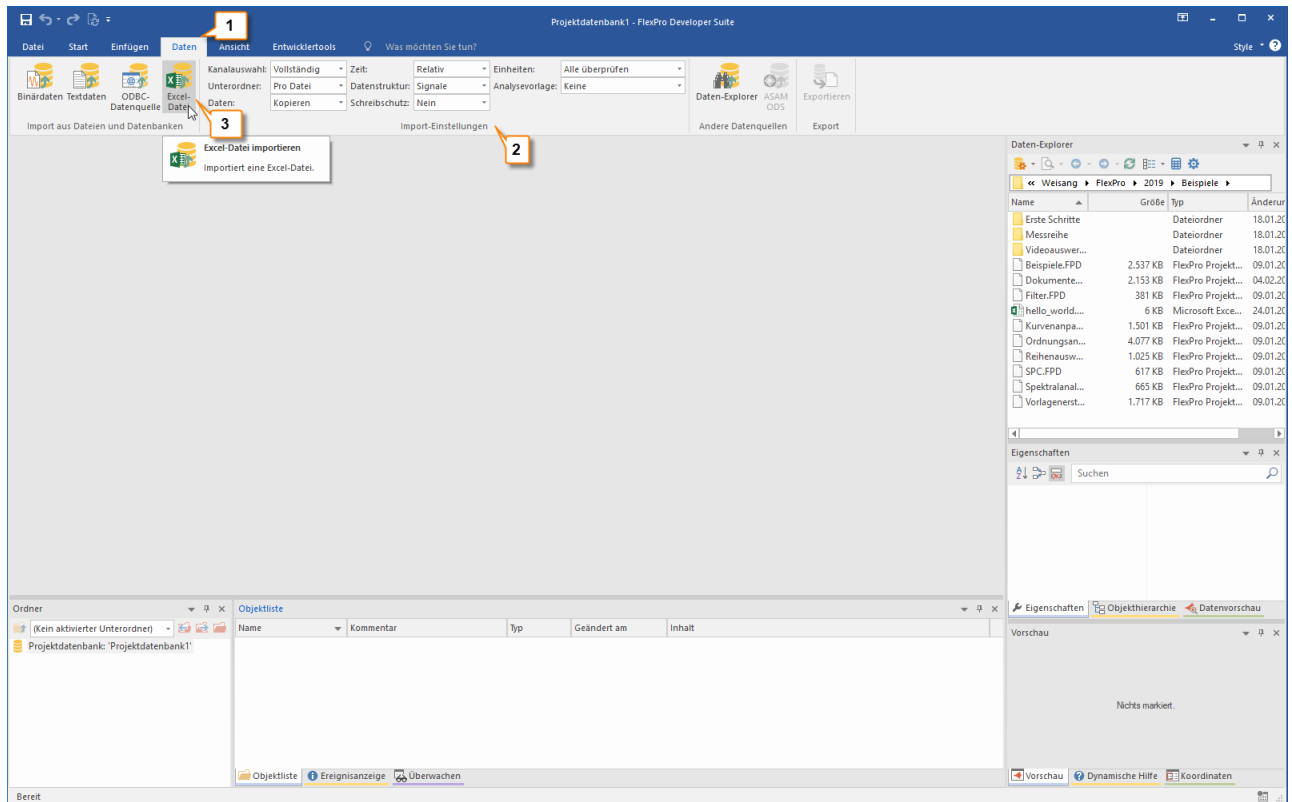 Projektdatenbank1 - FlexPro Developer Suite
1
Datei Start Einfügen Daten Ansicht Entwicklertools Was möchten Sie tun? Style
Kanalauswahl: Vollständig Zeit: Relativ Einheiten: Alle überprüfen
Unterordner: Pro Datei Datenstruktur: Signale Analysevorlage: Keine
Daten: Kopieren Schreibschutz: Nein
Binärdaten Textdaten ODBC-Datenquelle Excel-Datei Daten-Explorer ASAM ODS Exportieren
3
Import aus Dateien und Datenbanken Import-Einstellungen Andere Datenquellen Export
2
Excel-Datei importieren
Importiert eine Excel-Datei.
Daten-Explorer
« Weisang FlexPro 2019 Beispiele
Name Größe Typ Änderur
Erste Schritte Dateiordner 18.01.20
Messreihe Dateiordner 18.01.20
Videoauswer... Dateiordner 18.01.20
Beispiele.FPD 2.537 KB FlexPro Projekt... 09.01.20
Dokumente... 2.153 KB FlexPro Projekt... 04.02.20
Filter.FPD 381 KB FlexPro Projekt... 09.01.20
hello_world.... 6 KB Microsoft Exce... 24.01.20
Kurvenanpa... 1.501 KB FlexPro Projekt... 09.01.20
Ordnungsan... 4.077 KB FlexPro Projekt... 09.01.20
Reihenausw... 1.025 KB FlexPro Projekt... 09.01.20
SPC.FPD 617 KB FlexPro Projekt... 09.01.20
Spektralanal... 665 KB FlexPro Projekt... 09.01.20
Vorlagenerst... 1.717 KB FlexPro Projekt... 09.01.20
Eigenschaften
Suchen
Eigenschaften Objekthierarchie Datenvorschau
Ordner
(Kein aktivierter Unterordner)
Projektdatenbank: 'Projektdatenbank1'
Objektliste
Name Kommentar Typ Geändert am Inhalt
Objektliste Ereignisanzeige Überwachen
Vorschau
Nichts markiert.
Vorschau Dynamische Hilfe Koordinaten
Bereit